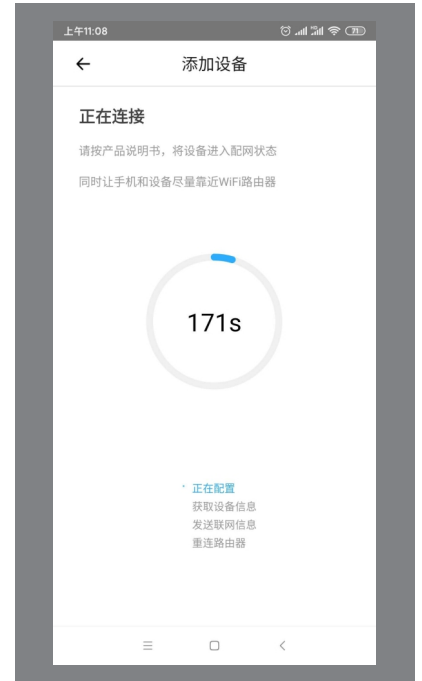 上午11:08
71
添加设备
正在连接
请按产品说明书，将设备进入配网状态
同时让手机和设备尽量靠近WiFi路由器
171s
正在配置
获取设备信息
发送联网信息
重连路由器